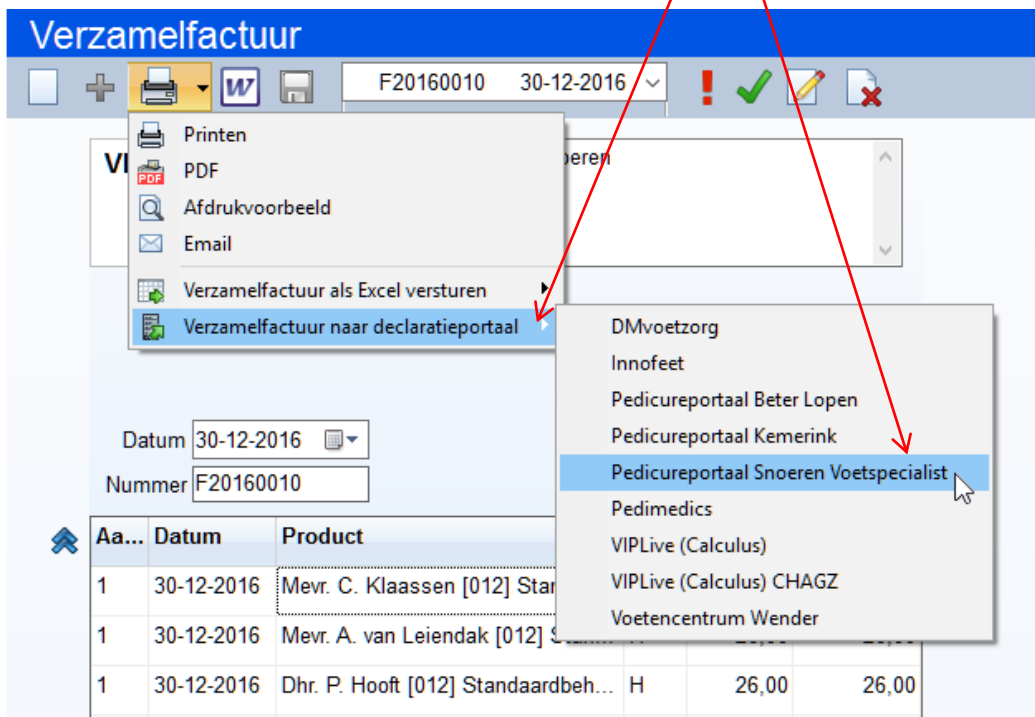 Verzamelfactuur
W F20160010 30-12-2016
Printen
PDF
Afdrukvoorbeeld
Email
Verzamelfactuur als Excel versturen
Verzamelfactuur naar declaratieportaal
DMvoetzorg
Innofeet
Pedicureportaal Beter Lopen
Pedicureportaal Kemerink
Pedicureportaal Snoeren Voetspecialist
Pedimedics
VIPLive (Calculus)
VIPLive (Calculus) CHAGZ
Voetencentrum Wender
Datum 30-12-2016
Nummer F20160010
Aa... Datum Product
1 30-12-2016 Mevr. C. Klaassen [012] Star
1 30-12-2016 Mevr. A. van Leiendak [012]
1 30-12-2016 Dhr. P. Hooft [012] Standaardbeh... H 26,00 26,00